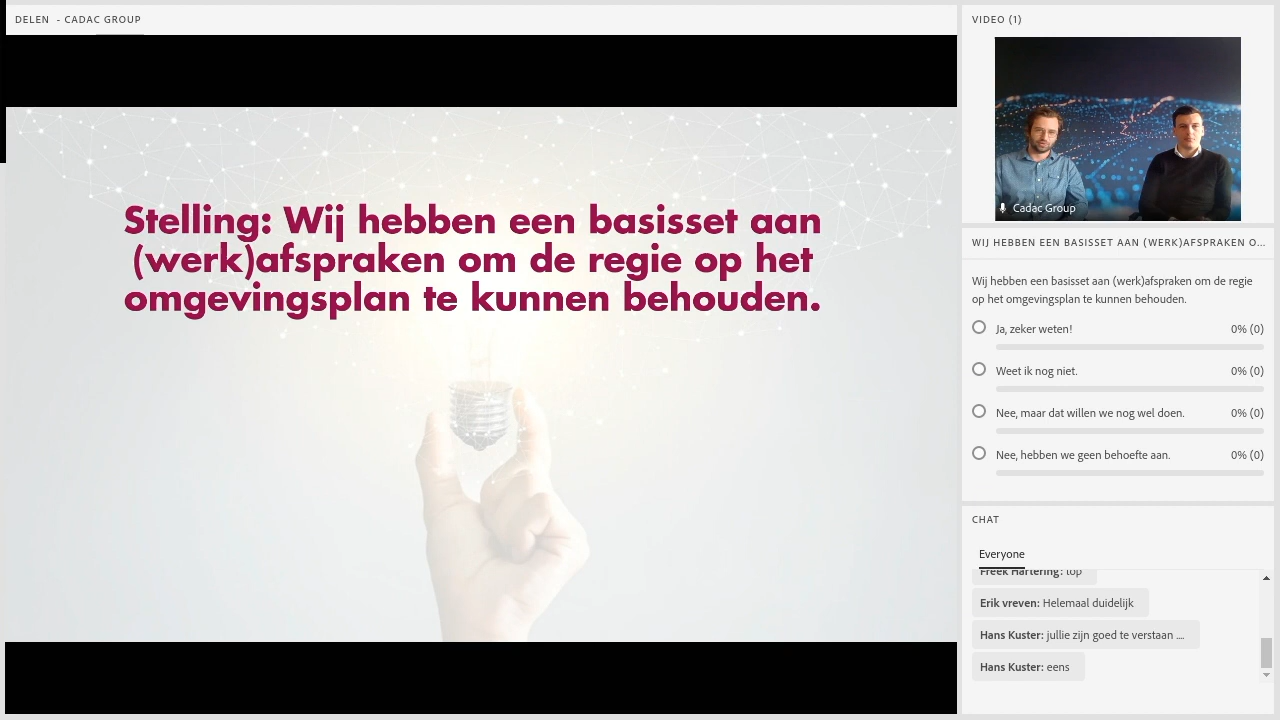 DELEN - CADAC GROUP
Stelling: Wij hebben een basisset aan
(werk)afspraken om de regie op het
omgevingsplan te kunnen behouden.
VIDEO (1)
Cadac Group
WIJ HEBBEN EEN BASISSET AAN (WERK)AFSPRAKEN O...
Wij hebben een basisset aan (werk)afspraken om de regie
op het omgevingsplan te kunnen behouden.
Ja, zeker weten! 0% (0)
Weet ik nog niet. 0% (0)
Nee, maar dat willen we nog wel doen. 0% (0)
Nee, hebben we geen behoefte aan. 0% (0)
CHAT
Everyone
Freek Hartering: top
Erik vreven: Helemaal duidelijk
Hans Kuster: jullie zijn goed te verstaan ....
Hans Kuster: eens